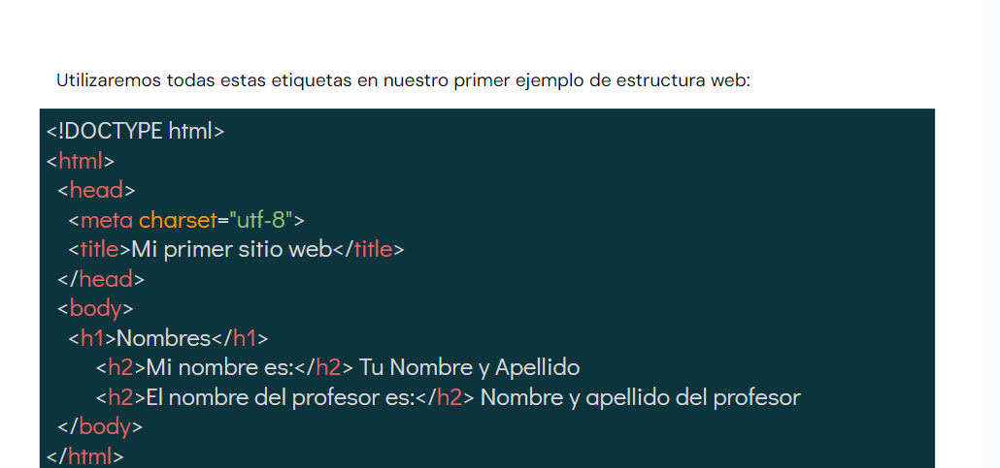 Utilizaremos todas estas etiquetas en nuestro primer ejemplo de estructura web:
<!DOCTYPE html>
<html>
<head>
<meta charset="utf-8">
<title>Mi primer sitio web</title>
</head>
<body>
<h1>Nombres</h1>
<h2>Mi nombre es:</h2> Tu Nombre y Apellido
<h2>El nombre del profesor es:</h2> Nombre y apellido del profesor
</body>
</html>